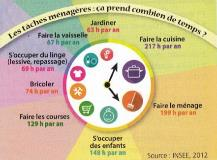 Les tâches ménagères : ça prend combien de temps ?
Jardiner
63 h par an
Faire la vaisselle
67 h par an
Faire la cuisine
217 h par an
S'occuper du linge
(lessive, repassage)
69 h par an
Bricoler
74 h par an
Faire le ménage
199 h par an
Faire les courses
129 h par an
S'occuper
des enfants
148 h par an
Source : INSEE, 2012